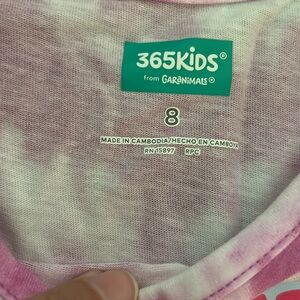 365KIDS®
from GARANIMALS®
8
MADE IN CAMBODIA/HECHO EN CAMBOYA
RN 15897 RPC